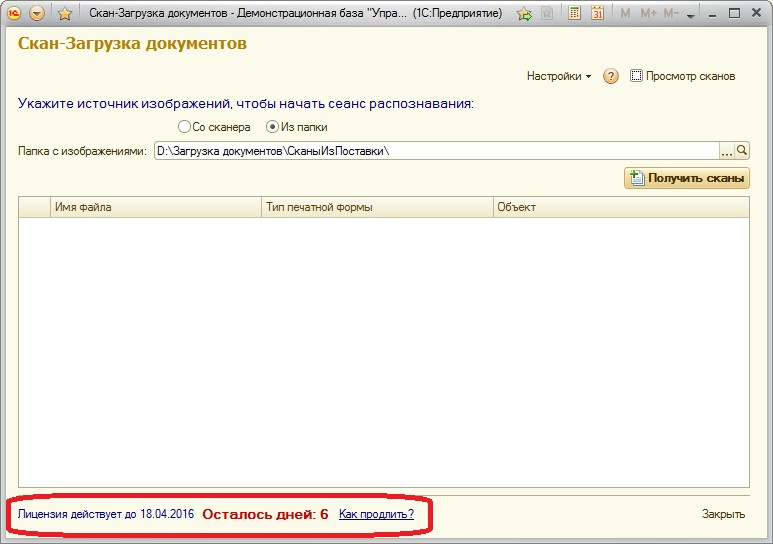 Скан-Загрузка документов - Демонстрационная база "Упра... (1С:Предприятие)
31 M M+ M-
Скан-Загрузка документов
Настройки ? Просмотр сканов
Укажите источник изображений, чтобы начать сеанс распознавания:
Со сканера Из папки
Папка с изображениями: D:\Загрузка документов\СканыИзПоставки\ ...
Получить сканы
Имя файла Тип печатной формы Объект
Лицензия действует до 18.04.2016 Осталось дней: 6 Как продлить? Закрыть